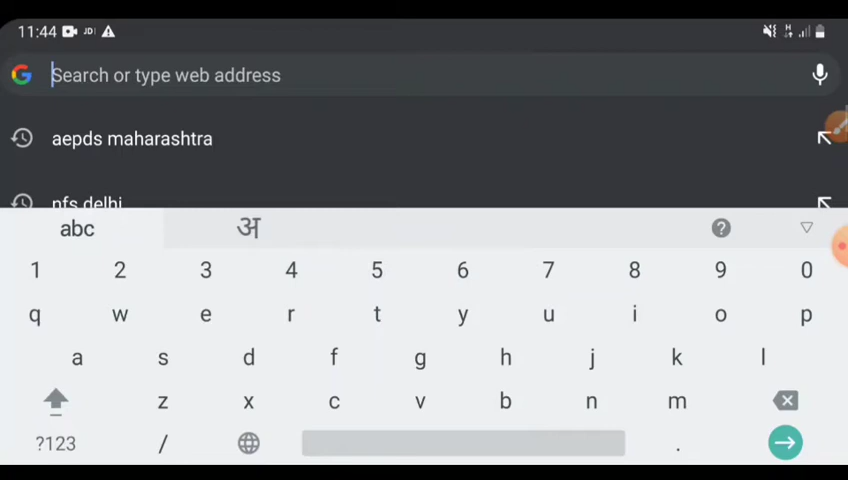 11:44 JDI
Search or type web address
aepds maharashtra
nfs delhi
abc अ
1 2 3 4 5 6 7 8 9 0
q w e r t y u i o p
a s d f g h j k l
z x c v b n m
?123 / .